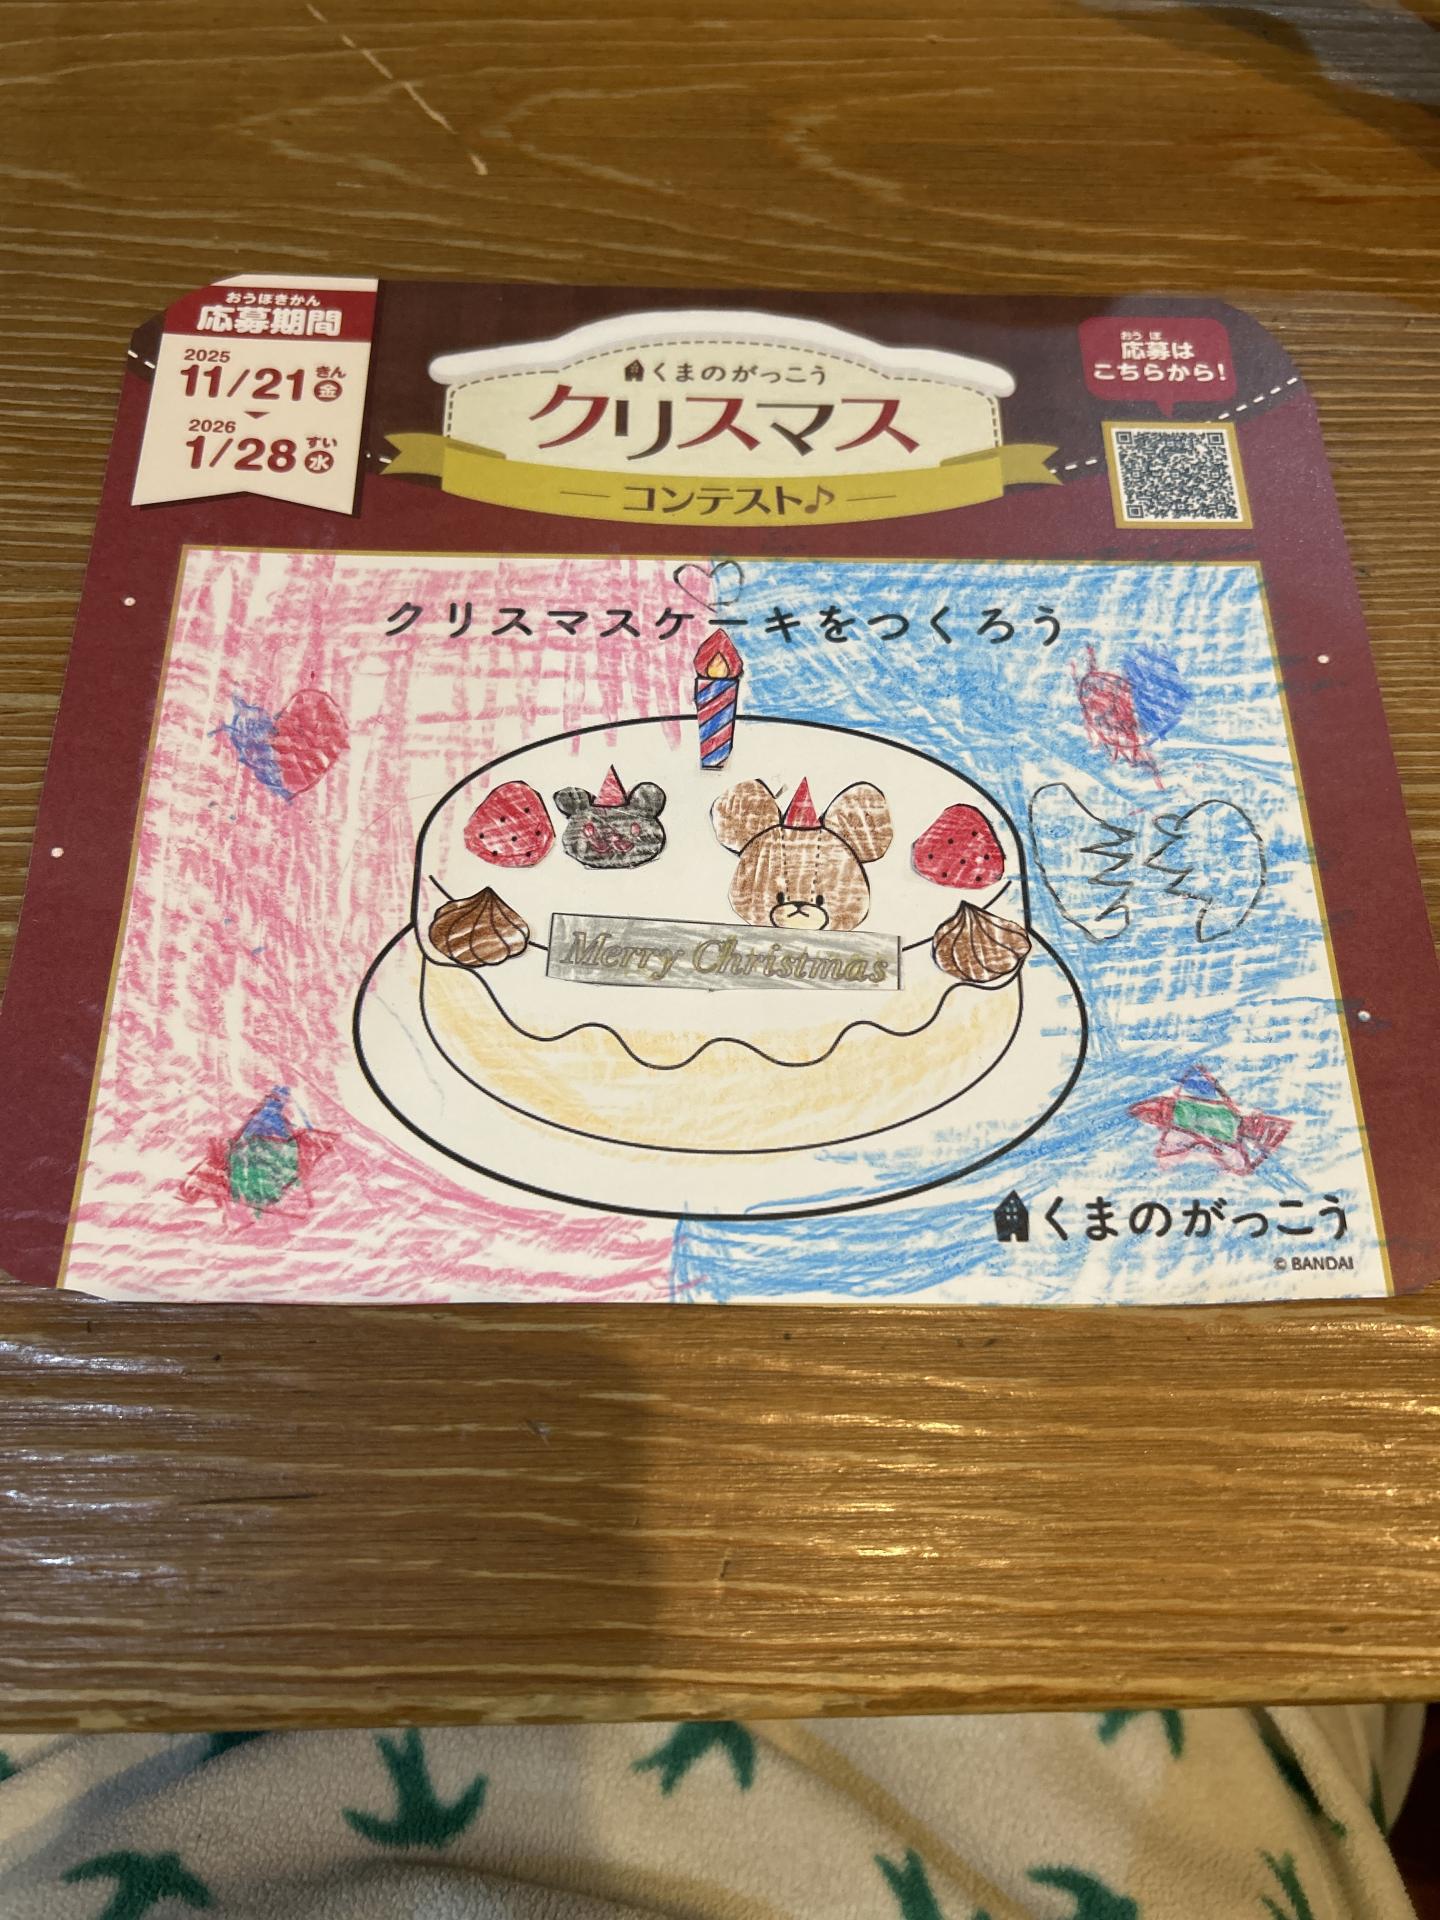 おうぼきかん
応募期間
2025
11/21 きん 金
2026
1/28 すい 水
くまのがっこう
クリスマス
コンテスト♪
おうぼ
応募は
こちらから!
クリスマスケーキをつくろう
Merry Christmas
くまのがっこう
© BANDAI